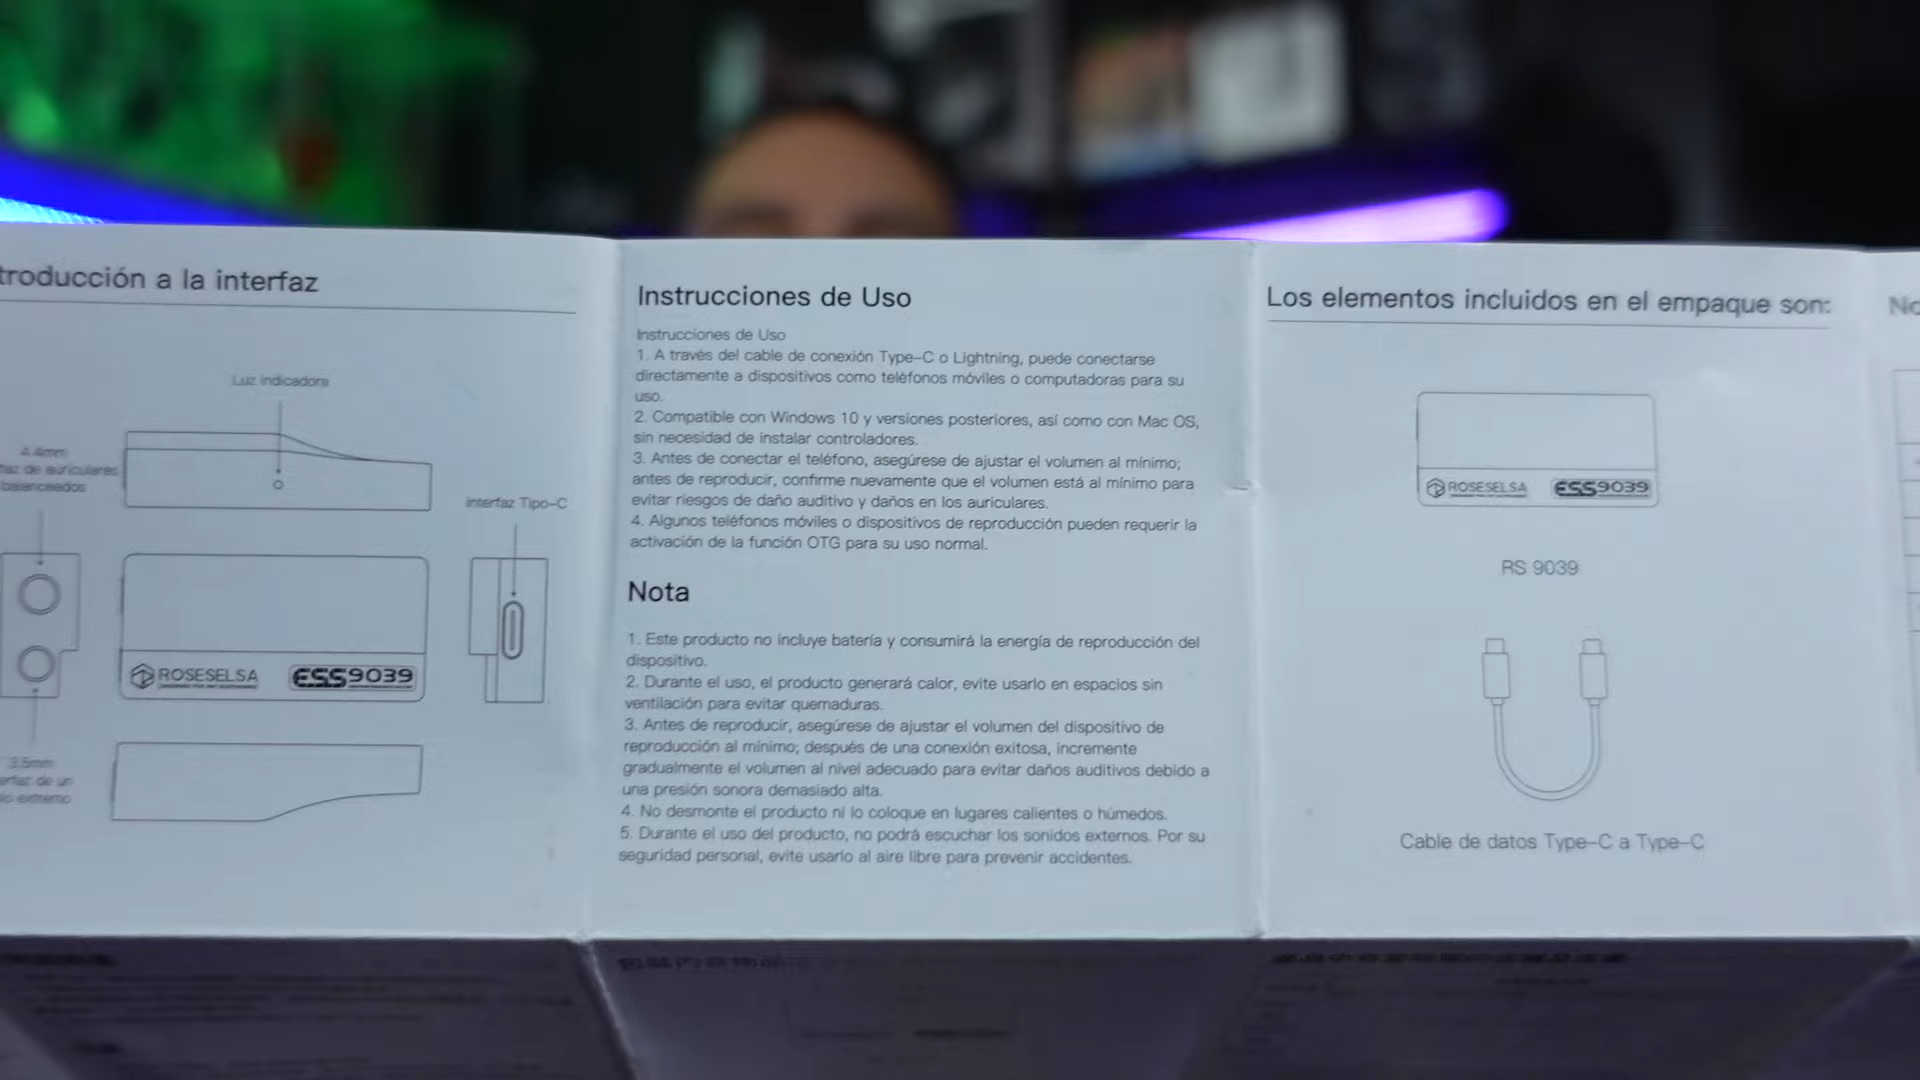 troducción a la interfaz
Luz indicadora
4.4mm
de auriculares
balanceados
Interfaz Tipo-C
ROSESELSA
ESS9039
3.5mm
de un
extremo
Instrucciones de Uso
Instrucciones de Uso
1. A través del cable de conexión Type-C o Lightning, puede conectarse
directamente a dispositivos como teléfonos móviles o computadoras para su
uso.
2. Compatible con Windows 10 y versiones posteriores, así como con Mac OS,
sin necesidad de instalar controladores.
3. Antes de conectar el teléfono, asegúrese de ajustar el volumen al mínimo;
antes de reproducir, confirme nuevamente que el volumen está al mínimo para
evitar riesgos de daño auditivo y daños en los auriculares.
4. Algunos teléfonos móviles o dispositivos de reproducción pueden requerir la
activación de la función OTG para su uso normal.
Nota
1. Este producto no incluye batería y consumirá la energía de reproducción del
dispositivo.
2. Durante el uso, el producto generará calor, evite usarlo en espacios sin
ventilación para evitar quemaduras.
3. Antes de reproducir, asegúrese de ajustar el volumen del dispositivo de
reproducción al mínimo; después de una conexión exitosa, incremente
gradualmente el volumen al nivel adecuado para evitar daños auditivos debido a
una presión sonora demasiado alta.
4. No desmonte el producto ni lo coloque en lugares calientes o húmedos.
5. Durante el uso del producto, no podrá escuchar los sonidos externos. Por su
seguridad personal, evite usarlo al aire libre para prevenir accidentes.
Los elementos incluidos en el empaque son:
ROSESELSA
ESS9039
RS 9039
Cable de datos Type-C a Type-C
No